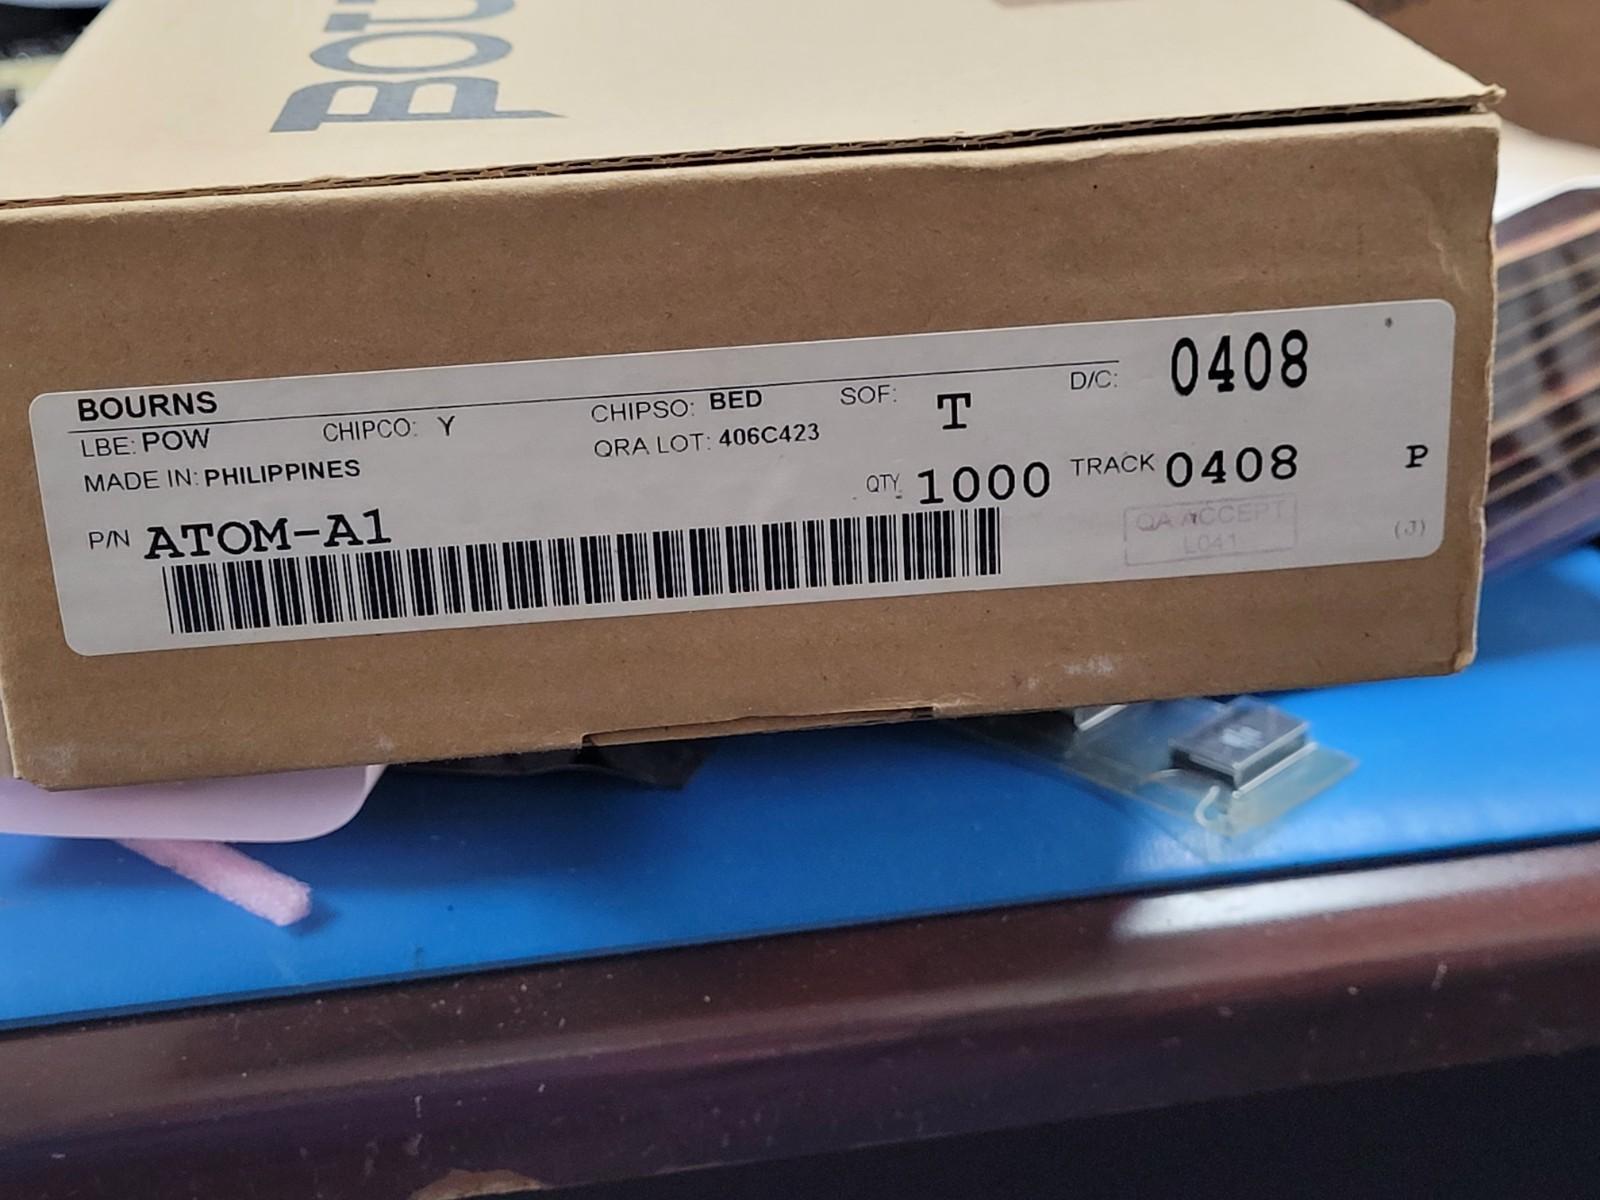 BOU
BOURNS
LBE: POW CHIPCO: Y CHIPSO: BED SOF: T D/C: 0408
MADE IN: PHILIPPINES QRA LOT: 406C423
QTY. 1000 TRACK 0408 P
P/N ATOM-A1
QA ACCEPT
L041
(J)